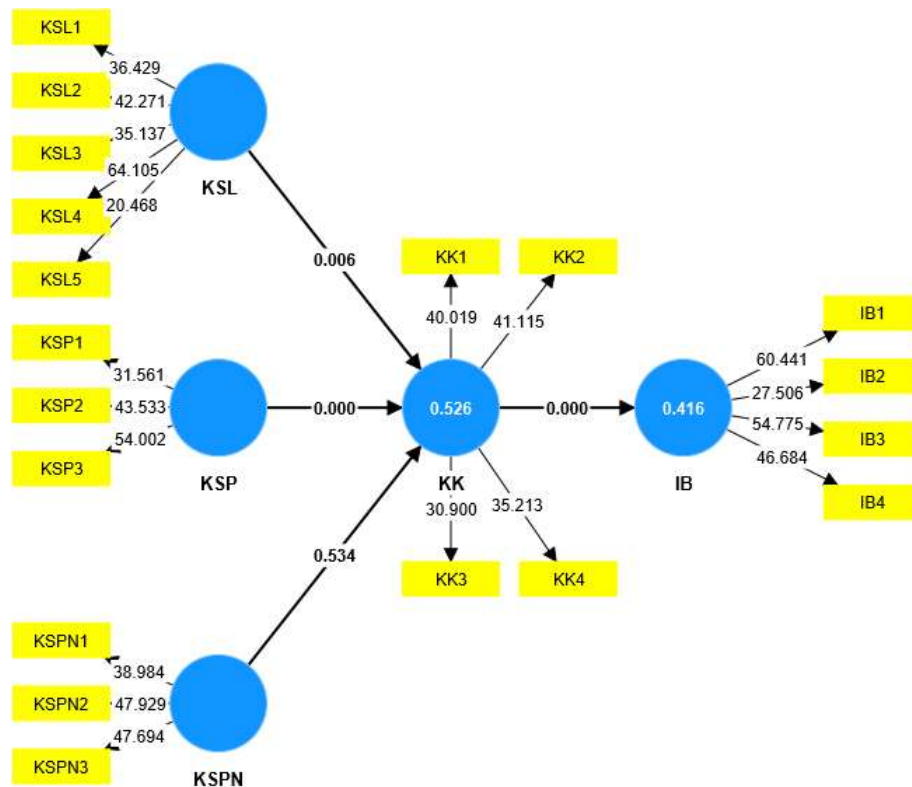 KSL1
36.429
KSL2
42.271
KSL3
35.137
KSL4
64.105
KSL5
20.468
KSL
0.006
KSP1
31.561
KSP2
43.533
KSP3
54.002
KSP
0.000
KSPN1
38.984
KSPN2
47.929
KSPN3
47.694
KSPN
0.534
KK1
40.019
KK2
41.115
0.526
KK
KK3
30.900
KK4
35.213
0.000
0.416
IB
IB1
60.441
IB2
27.506
IB3
54.775
IB4
46.684